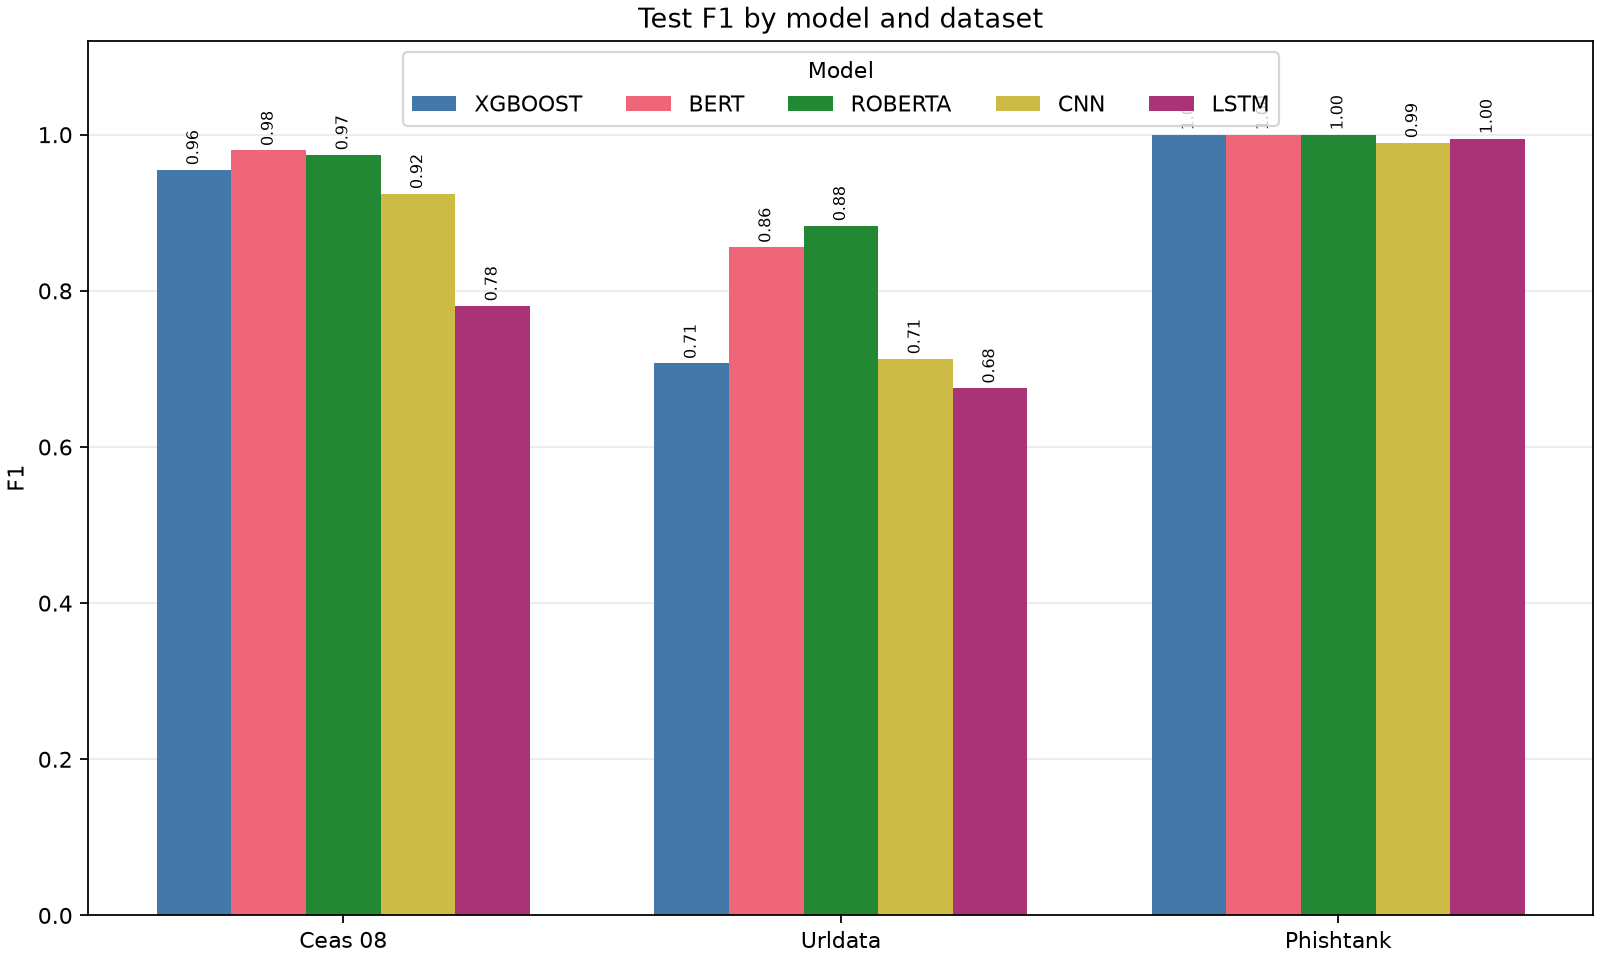 Test F1 by model and dataset
Model
XGBOOST BERT ROBERTA CNN LSTM
F1
1.0
0.8
0.6
0.4
0.2
0.0
0.96 0.98 0.97 0.92 0.78
0.71 0.86 0.88 0.71 0.68
1.00 0.99 1.00
Ceas 08 Urldata Phishtank